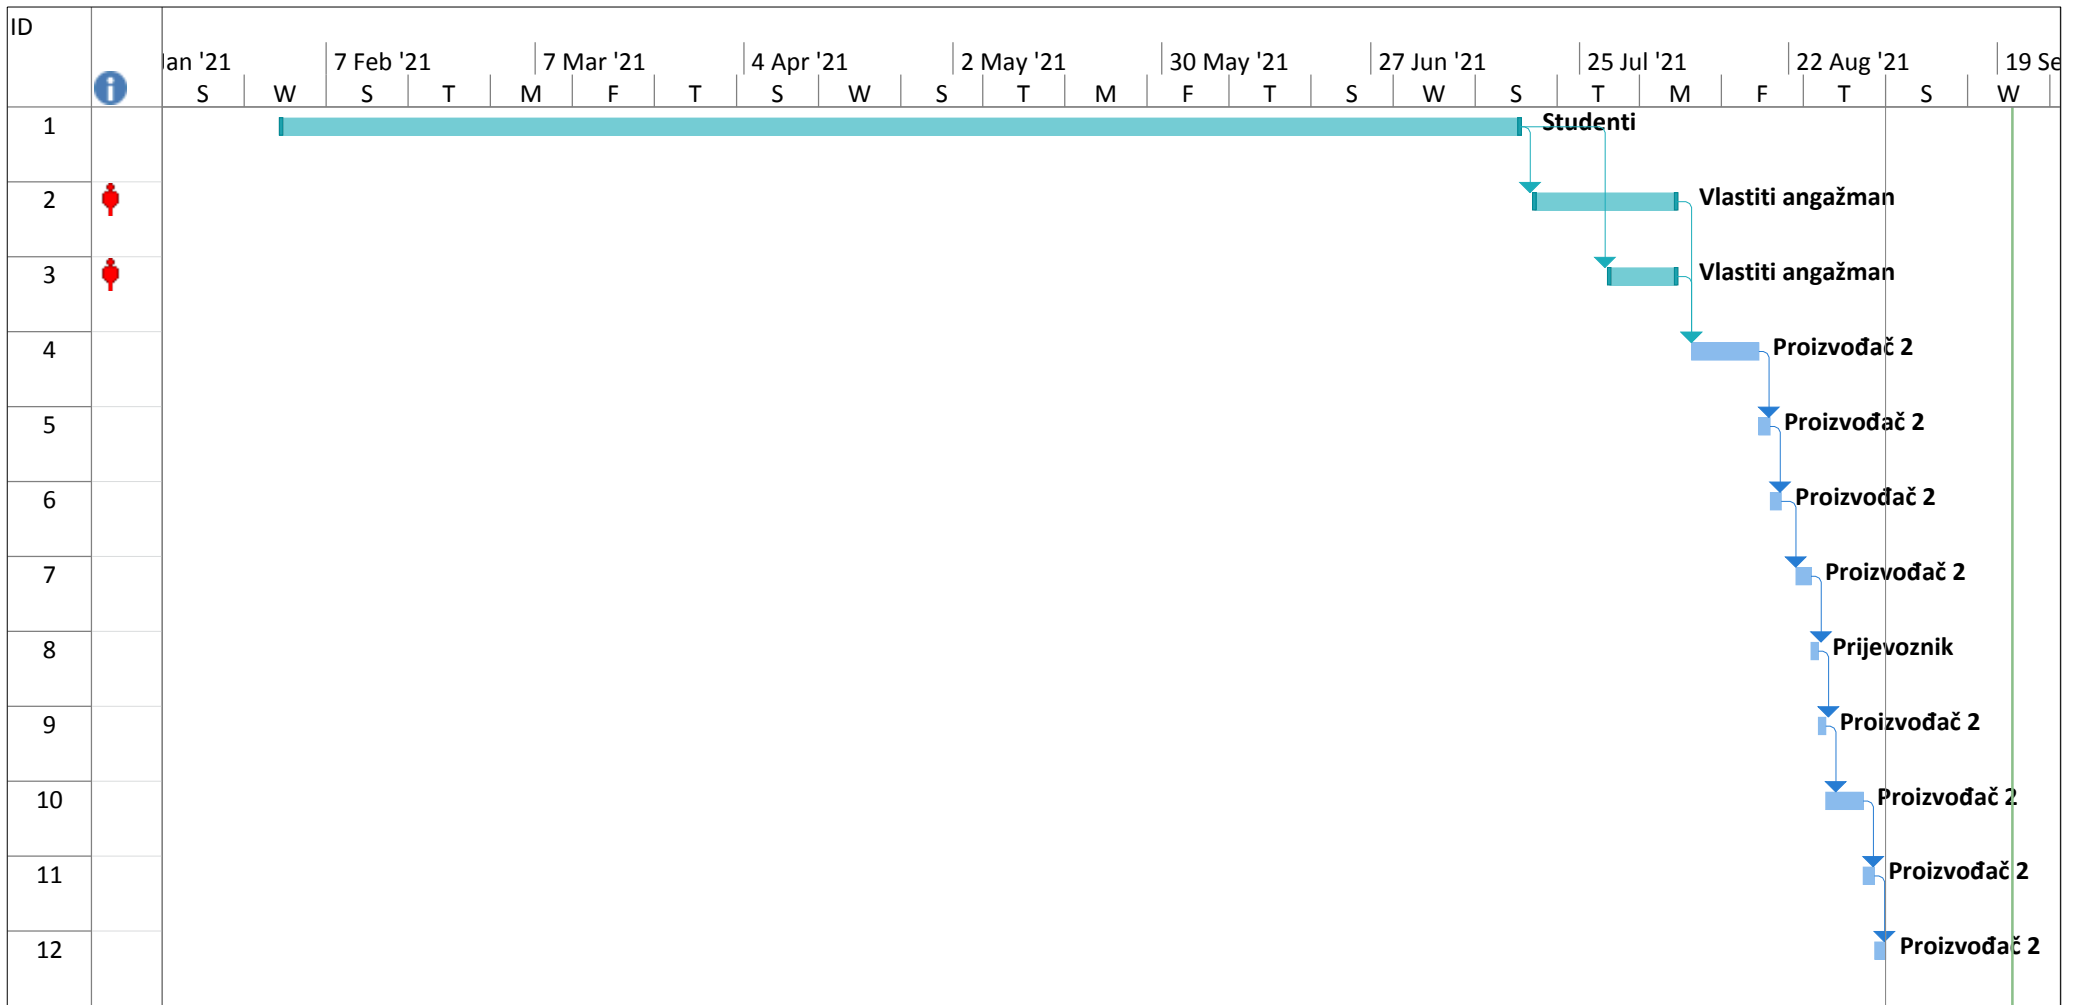 ID
Jan '21 7 Feb '21 7 Mar '21 4 Apr '21 2 May '21 30 May '21 27 Jun '21 25 Jul '21 22 Aug '21 19 Se
S W S T M F T S W S T M F T S W S T M F T S W
1 Studenti
2 Vlastiti angažman
3 Vlastiti angažman
4 Proizvođač 2
5 Proizvođač 2
6 Proizvođač 2
7 Proizvođač 2
8 Prijevoznik
9 Proizvođač 2
10 Proizvođač 2
11 Proizvođač 2
12 Proizvođač 2